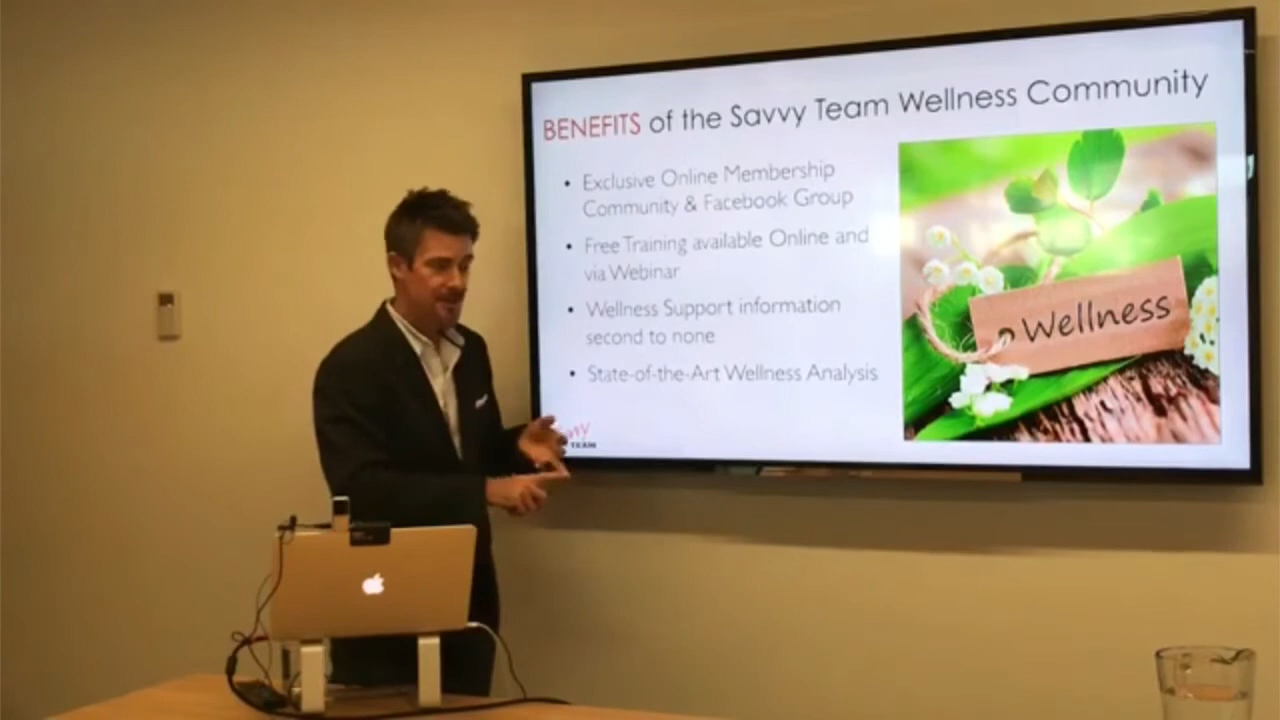 BENEFITS of the Savvy Team Wellness Community
• Exclusive Online Membership
Community & Facebook Group
• Free Training available Online and
via Webinar
• Wellness Support information
second to none
• State-of-the-Art Wellness Analysis
Wellness
TEAM